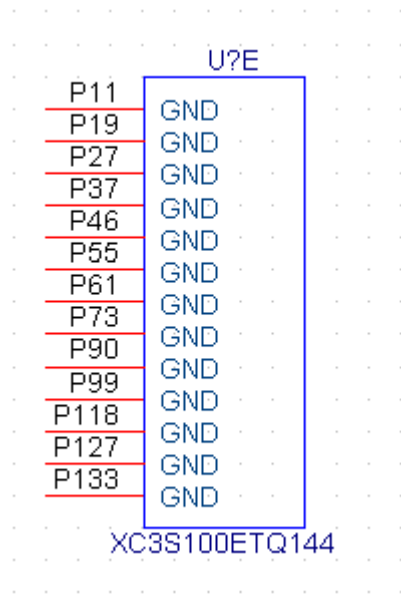 U?E
P11
GND
P19
GND
P27
GND
P37
GND
P46
GND
P55
GND
P61
GND
P73
GND
P90
GND
P99
GND
P118
GND
P127
GND
P133
GND
XC3S100ETQ144